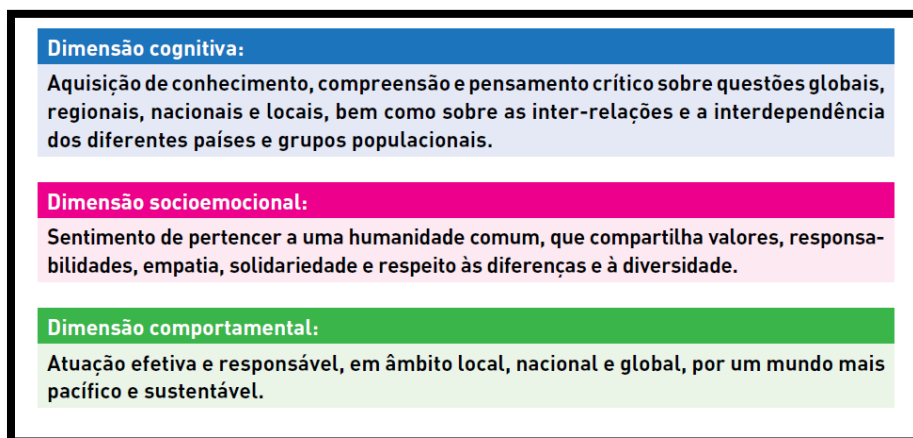 Dimensão cognitiva:
Aquisição de conhecimento, compreensão e pensamento crítico sobre questões globais,
regionais, nacionais e locais, bem como sobre as inter-relações e a interdependência
dos diferentes países e grupos populacionais.
Dimensão socioemocional:
Sentimento de pertencer a uma humanidade comum, que compartilha valores, responsa-
bilidades, empatia, solidariedade e respeito às diferenças e à diversidade.
Dimensão comportamental:
Atuação efetiva e responsável, em âmbito local, nacional e global, por um mundo mais
pacífico e sustentável.